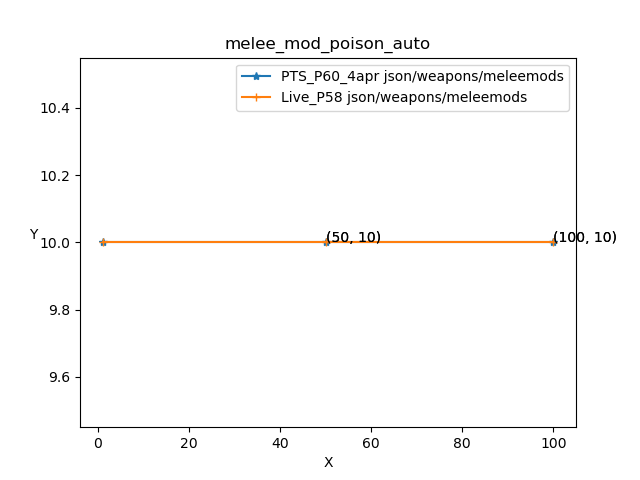 melee_mod_poison_auto
PTS_P60_4apr json/weapons/meleemods
Live_P58 json/weapons/meleemods
10.4
10.2
10.0
9.8
9.6
Y
(50, 10)
(100, 10)
0
20
40
60
80
100
X